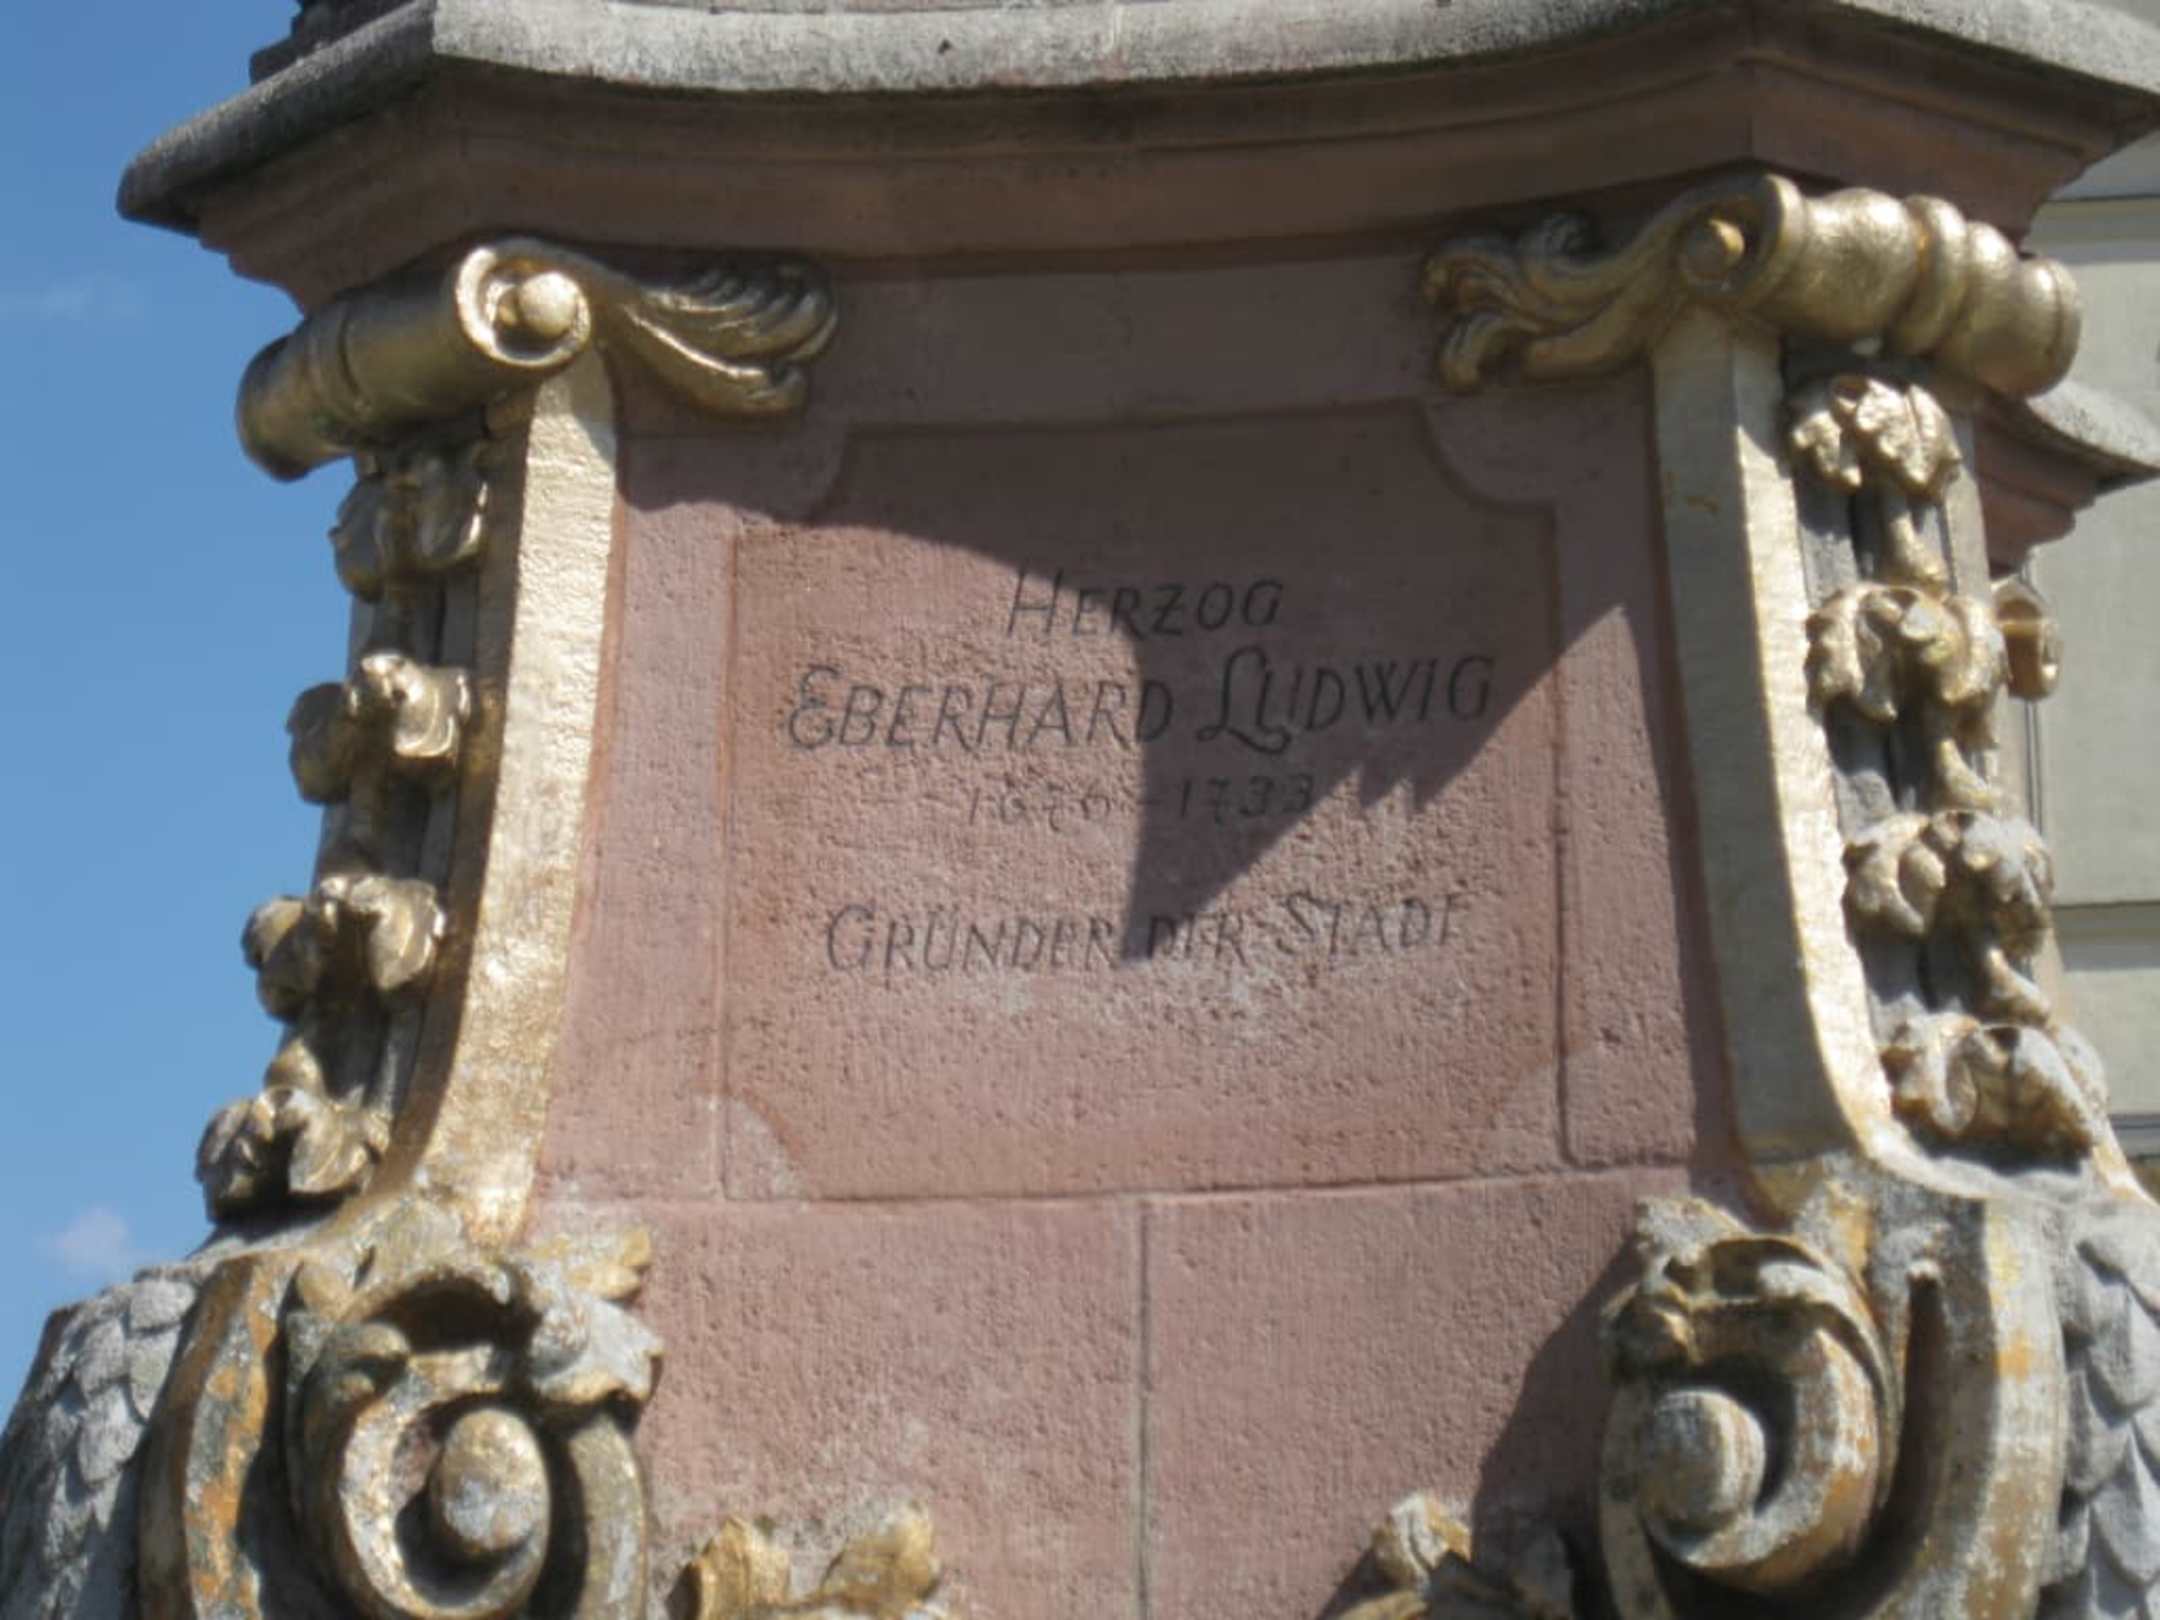 HERZOG
EBERHARD LUDWIG
1676-1733
GRÜNDER DER STADT